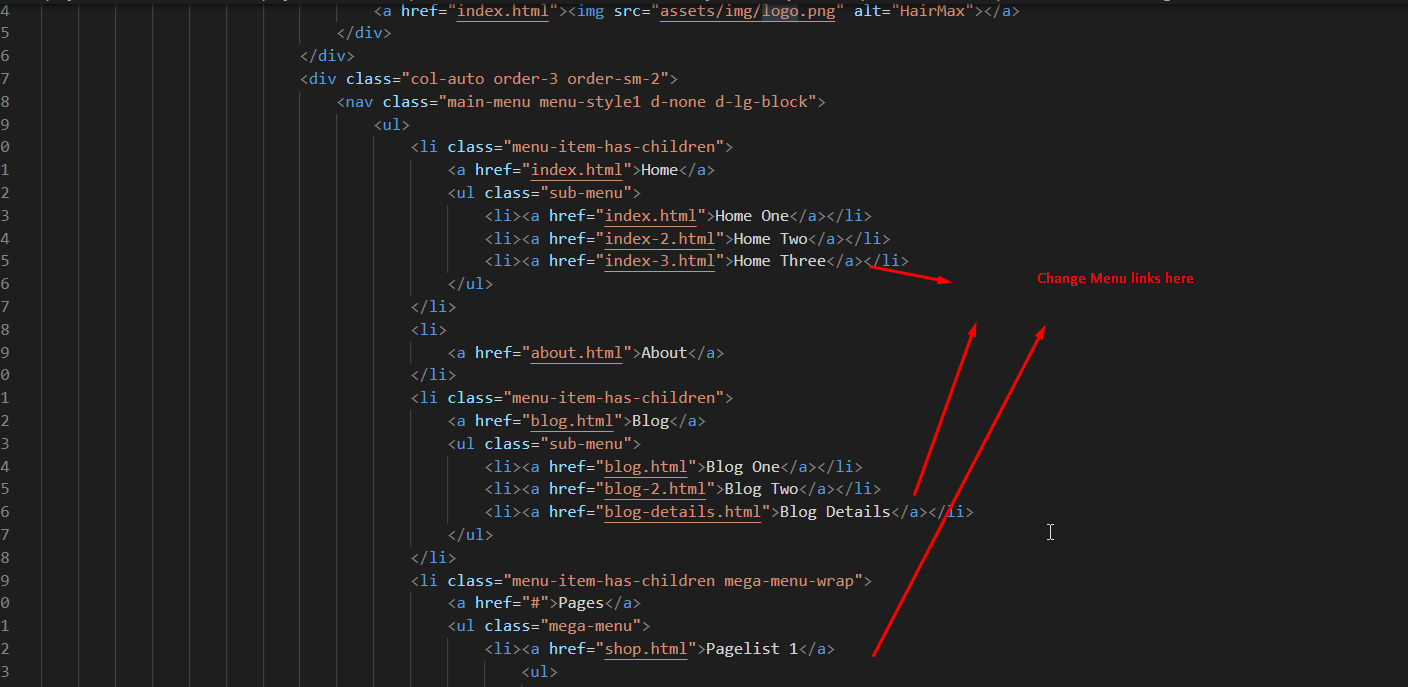 4 <a href="index.html"><img src="assets/img/logo.png" alt="HairMax"></a>
5 </div>
6 </div>
7 <div class="col-auto order-3 order-sm-2">
8 <nav class="main-menu menu-style1 d-none d-lg-block">
9 <ul>
0 <li class="menu-item-has-children">
1 <a href="index.html">Home</a>
2 <ul class="sub-menu">
3 <li><a href="index.html">Home One</a></li>
4 <li><a href="index-2.html">Home Two</a></li>
5 <li><a href="index-3.html">Home Three</a></li>
Change Menu links here
6 </ul>
7 </li>
8 <li>
9 <a href="about.html">About</a>
0 </li>
1 <li class="menu-item-has-children">
2 <a href="blog.html">Blog</a>
3 <ul class="sub-menu">
4 <li><a href="blog.html">Blog One</a></li>
5 <li><a href="blog-2.html">Blog Two</a></li>
6 <li><a href="blog-details.html">Blog Details</a></li>
7 </ul>
8 </li>
9 <li class="menu-item-has-children mega-menu-wrap">
0 <a href="#">Pages</a>
1 <ul class="mega-menu">
2 <li><a href="shop.html">Pagelist 1</a>
3 <ul>